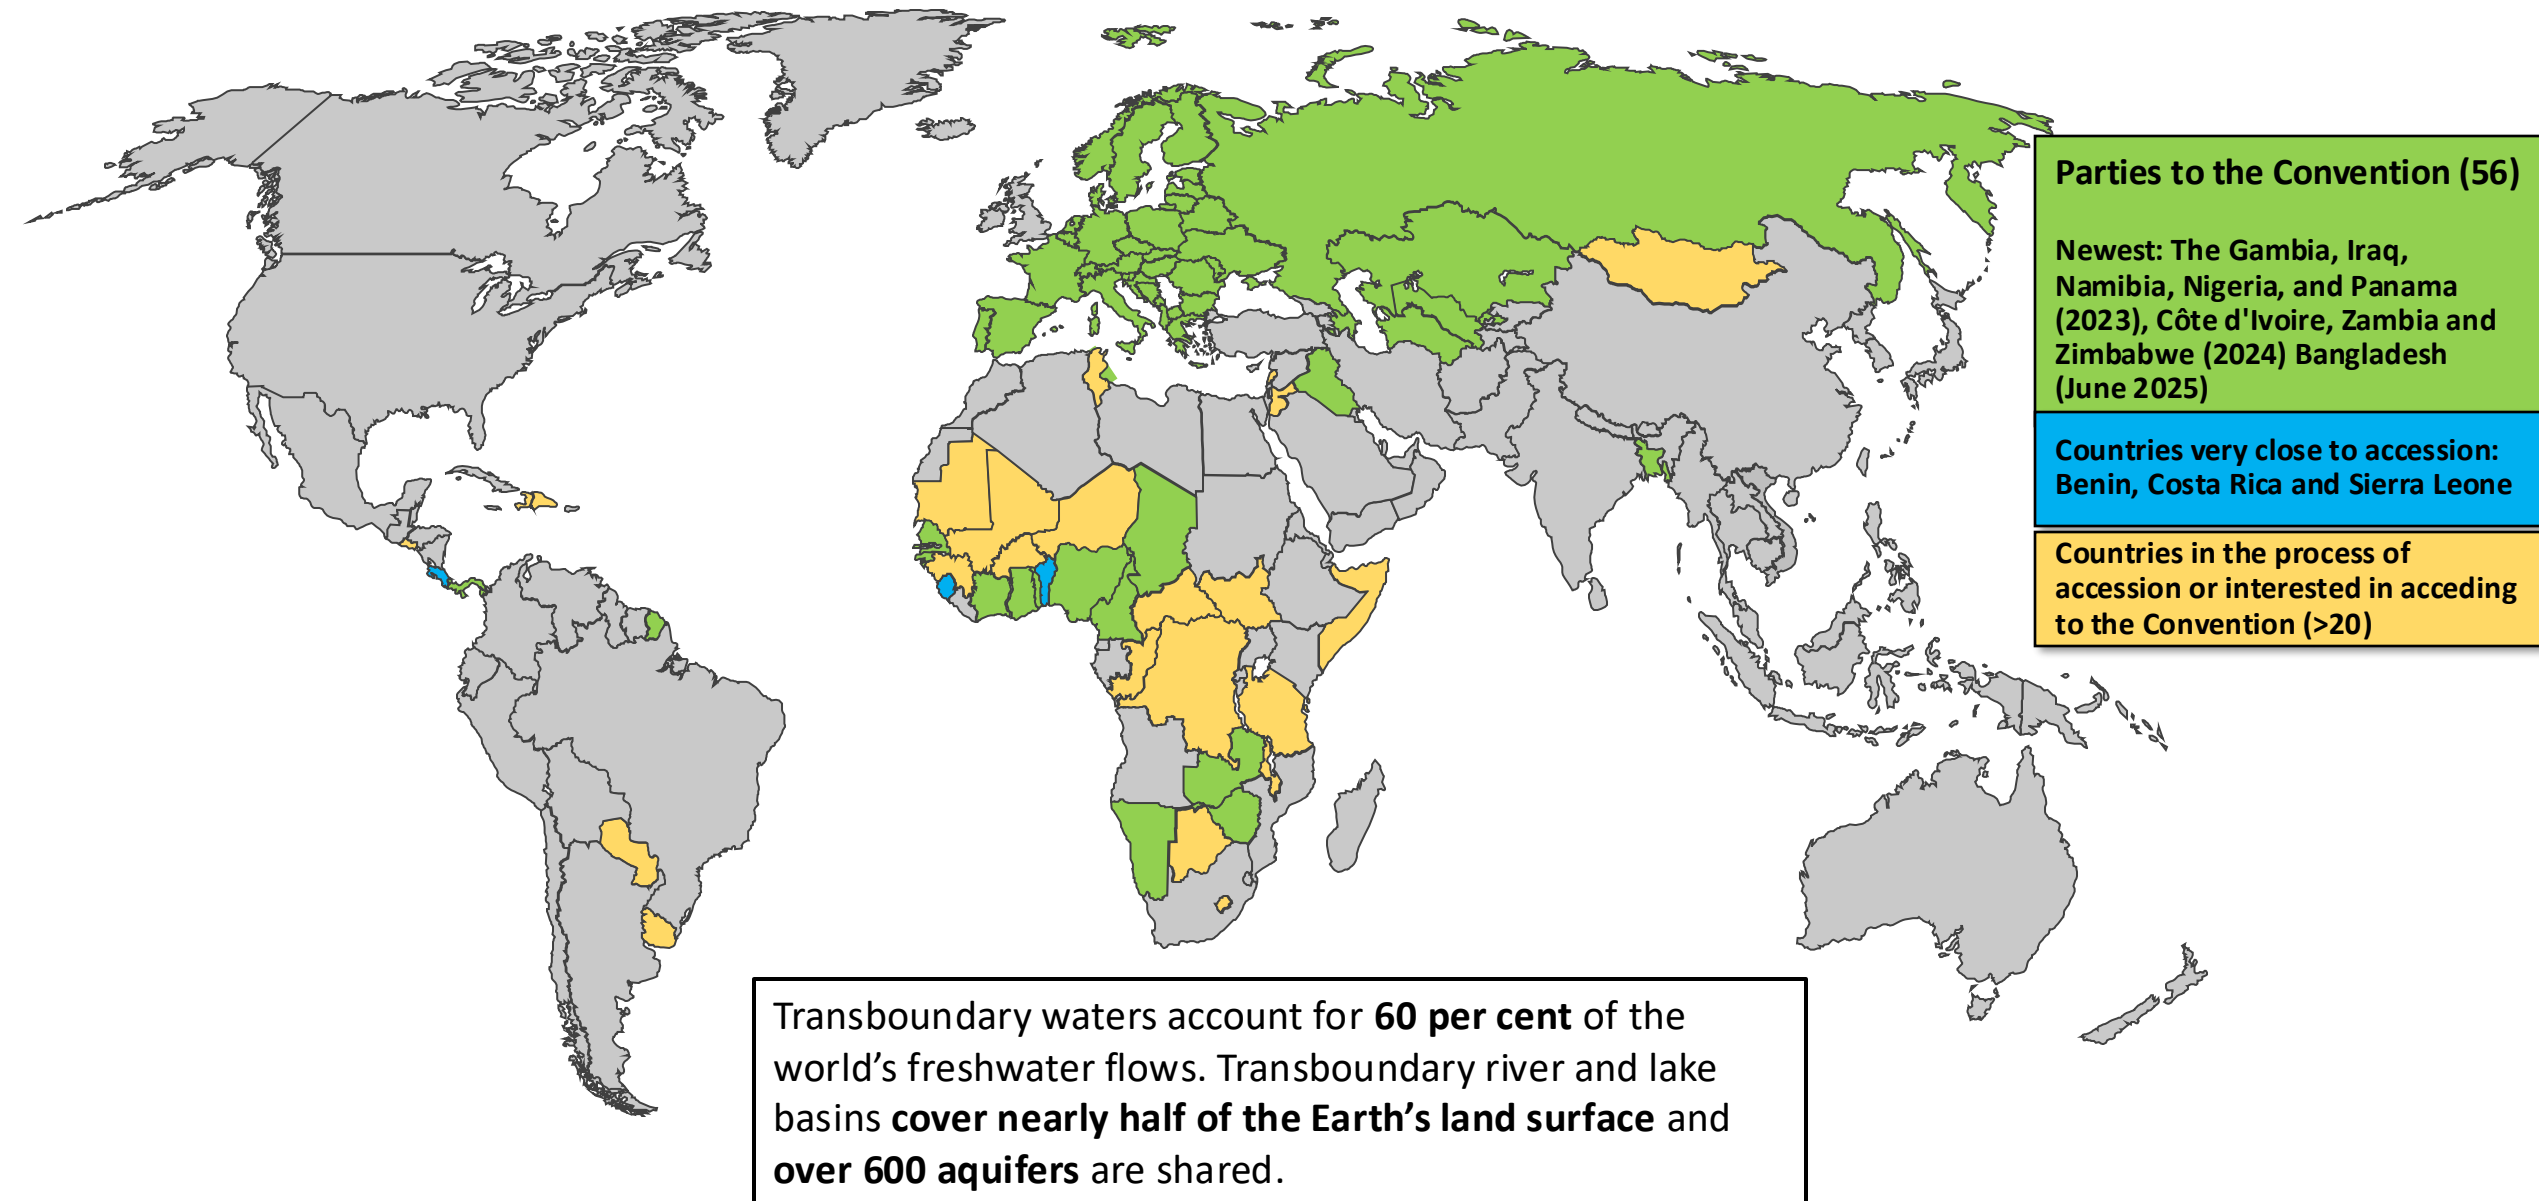 Parties to the Convention (56)
Newest: The Gambia, Iraq,
Namibia, Nigeria, and Panama
(2023), Côte d'Ivoire, Zambia and
Zimbabwe (2024) Bangladesh
(June 2025)
Countries very close to accession:
Benin, Costa Rica and Sierra Leone
Countries in the process of
accession or interested in acceding
to the Convention (>20)
Transboundary waters account for 60 per cent of the
world’s freshwater flows. Transboundary river and lake
basins cover nearly half of the Earth’s land surface and
over 600 aquifers are shared.